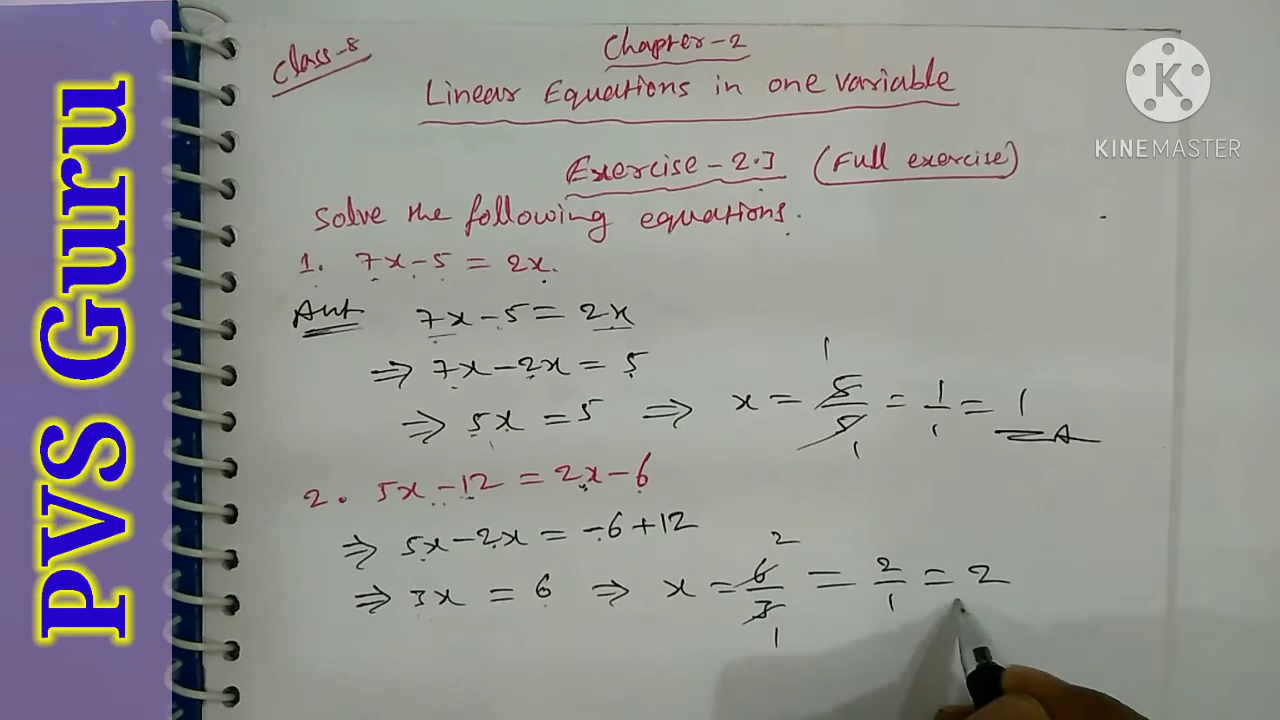 PVS Guru
KINEMASTER
Class-8
Chapter-2
Linear Equations in one variable
Exercise-2.3 (Full exercise)
Solve the following equations.
1. 7x-5 = 2x.
7x-5=2x
⇒ 7x-2x=5
⇒ 5x=5 ⇒ x = 5/5 = 1/1 = 1
2. 5x-12 = 2x-6
⇒ 5x-2x=-6+12
⇒ 3x = 6 ⇒ x = 6/3 = 2/1 = 2